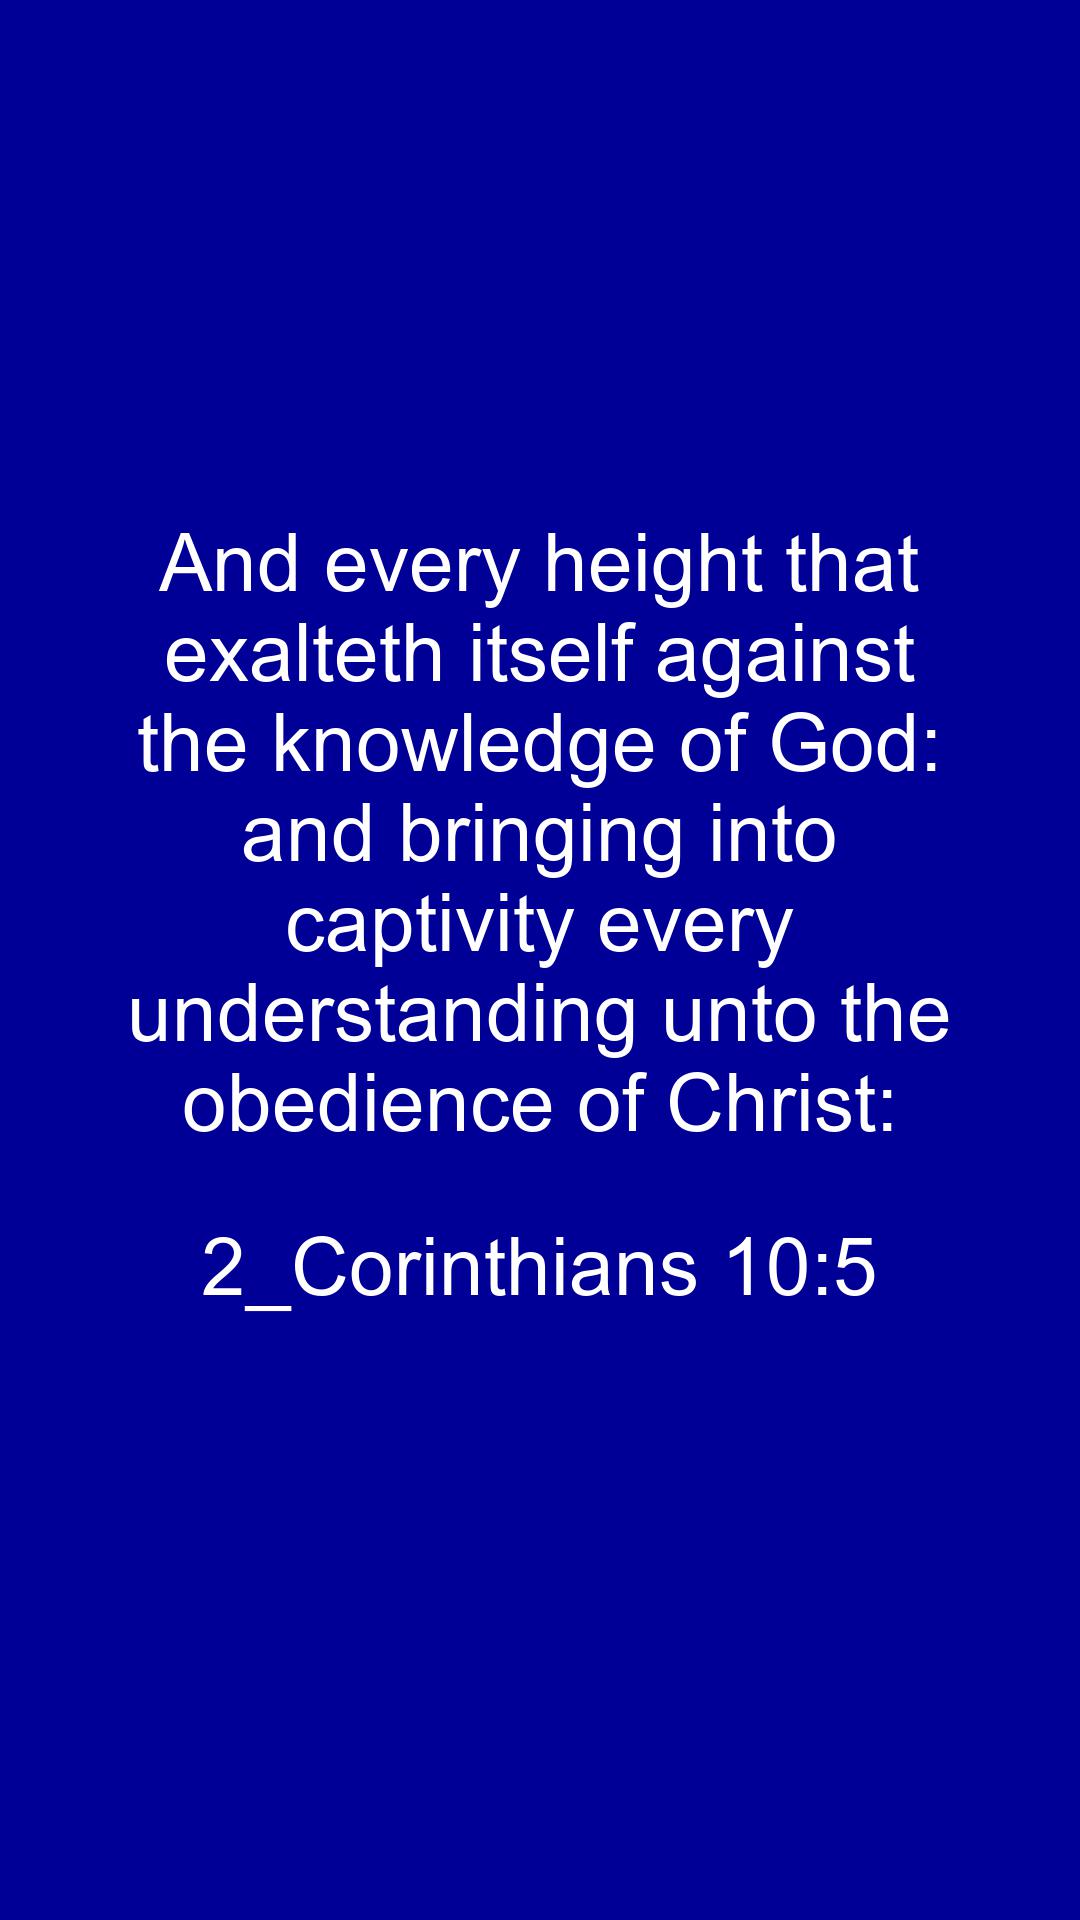 And every height that
exalteth itself against
the knowledge of God:
and bringing into
captivity every
understanding unto the
obedience of Christ:
2_Corinthians 10:5